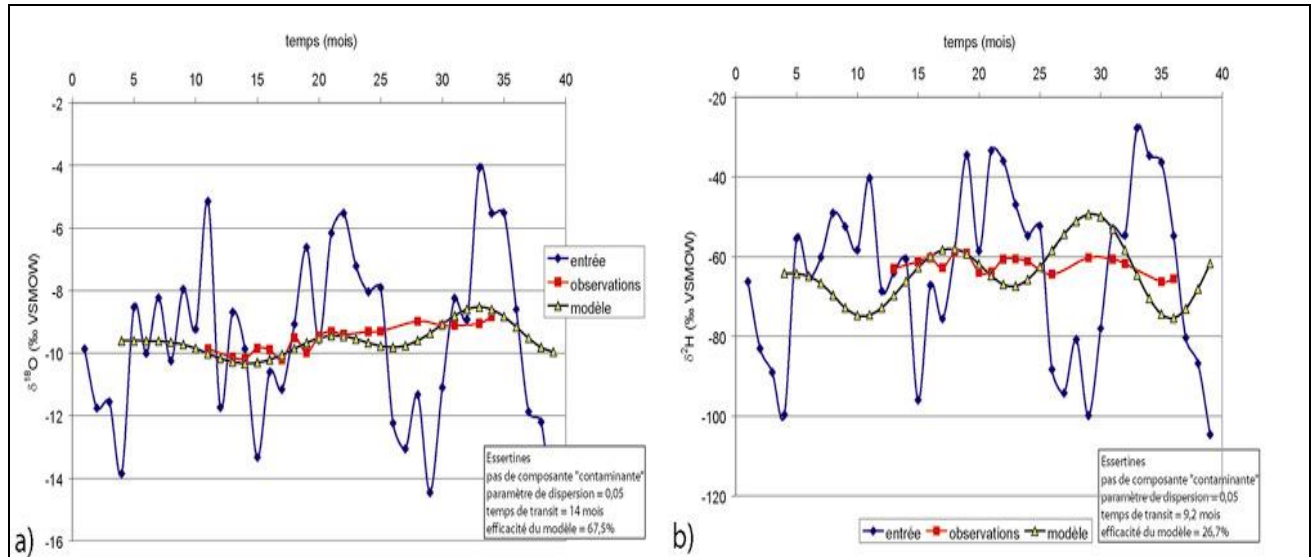 temps (mois)
0 5 10 15 20 25 30 35 40
-2
-4
-6
-8
-10
-12
-14
-16
δ¹⁸O (‰ VSMOW)
entrée
observations
modèle
Essertines
pas de composante "contaminante"
paramètre de dispersion = 0,05
temps de transit = 14 mois
efficacité du modèle = 67,5%
a)
temps (mois)
0 5 10 15 20 25 30 35 40
-20
-40
-60
-80
-100
-120
δ²H (‰ VSMOW)
Essertines
pas de composante "contaminante"
paramètre de dispersion = 0,05
temps de transit = 9,2 mois
efficacité du modèle = 26,7%
entrée observations modèle
b)